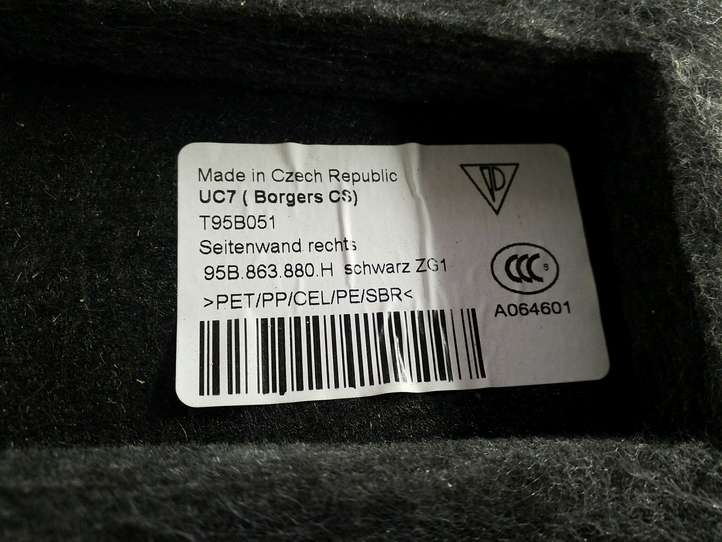 Made in Czech Republic
UC7 ( Borgers CS)
T95B051
Seitenwand rechts
95B.863.880.H schwarz ZG1
>PET/PP/CEL/PE/SBR<
CCC S
A064601